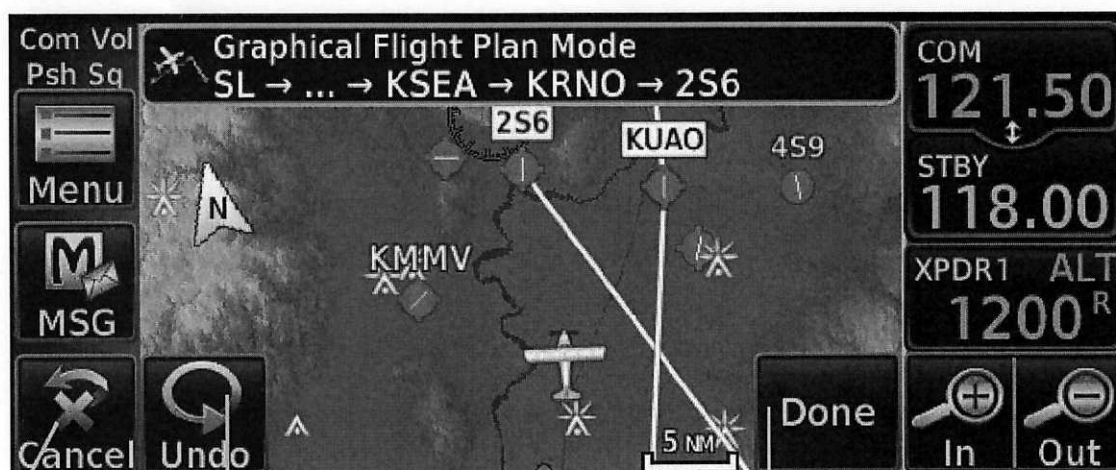 Com Vol
Psh Sq
Menu
MSG
Cancel
Graphical Flight Plan Mode
SL → ... → KSEA → KRNO → 2S6
2S6
KUAO
4S9
N
KMMV
Undo
5 NM
Done
COM
121.50
↕
STBY
118.00
XPDR1 ALT
1200 R
In
Out